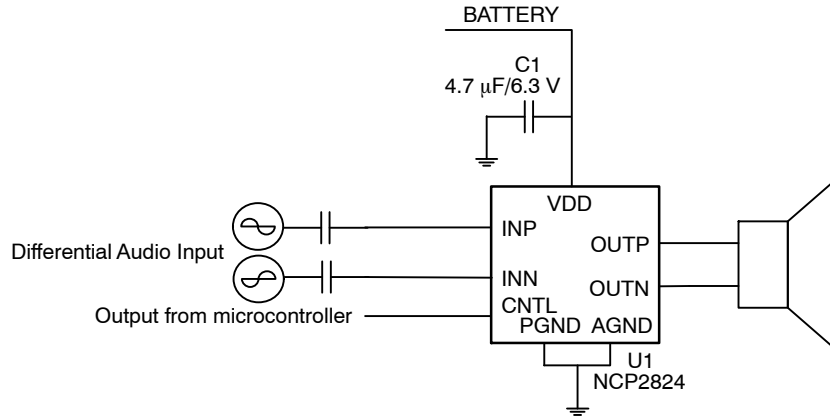 BATTERY
C1
4.7 μF/6.3 V
VDD
INP
OUTP
Differential Audio Input
INN
OUTN
CNTL
Output from microcontroller
PGND AGND
U1
NCP2824